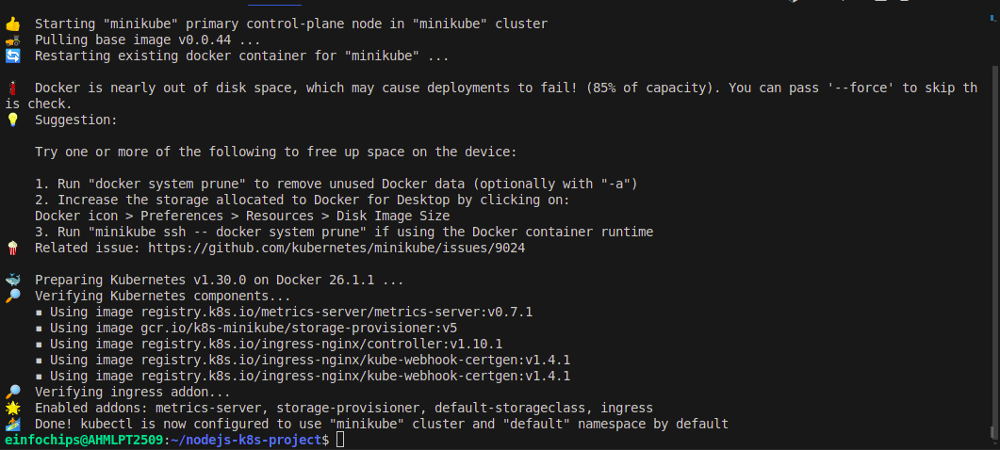 Starting "minikube" primary control-plane node in "minikube" cluster
Pulling base image v0.0.44 ...
Restarting existing docker container for "minikube" ...
Docker is nearly out of disk space, which may cause deployments to fail! (85% of capacity). You can pass '--force' to skip th
is check.
Suggestion:
Try one or more of the following to free up space on the device:
1. Run "docker system prune" to remove unused Docker data (optionally with "-a")
2. Increase the storage allocated to Docker for Desktop by clicking on:
Docker icon > Preferences > Resources > Disk Image Size
3. Run "minikube ssh -- docker system prune" if using the Docker container runtime
Related issue: https://github.com/kubernetes/minikube/issues/9024
Preparing Kubernetes v1.30.0 on Docker 26.1.1 ...
Verifying Kubernetes components...
▪ Using image registry.k8s.io/metrics-server/metrics-server:v0.7.1
▪ Using image gcr.io/k8s-minikube/storage-provisioner:v5
▪ Using image registry.k8s.io/ingress-nginx/controller:v1.10.1
▪ Using image registry.k8s.io/ingress-nginx/kube-webhook-certgen:v1.4.1
▪ Using image registry.k8s.io/ingress-nginx/kube-webhook-certgen:v1.4.1
Verifying ingress addon...
Enabled addons: metrics-server, storage-provisioner, default-storageclass, ingress
Done! kubectl is now configured to use "minikube" cluster and "default" namespace by default
einfochips@AHMLPT2509:~/nodejs-k8s-project$